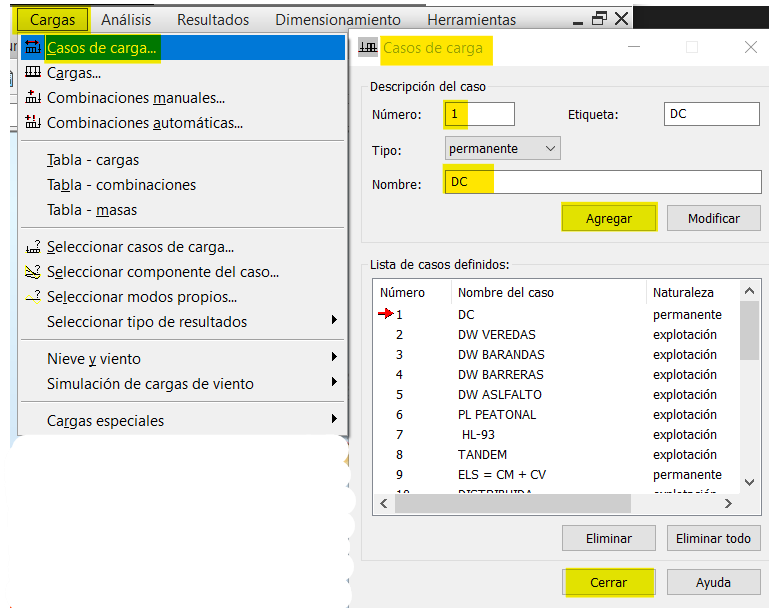 Cargas Análisis Resultados Dimensionamiento Herramientas
Casos de carga...
Cargas...
Combinaciones manuales...
Combinaciones automáticas...
Tabla - cargas
Tabla - combinaciones
Tabla - masas
Seleccionar casos de carga...
Seleccionar componente del caso...
Seleccionar modos propios...
Seleccionar tipo de resultados
Nieve y viento
Simulación de cargas de viento
Cargas especiales
Casos de carga
Descripción del caso
Número: 1 Etiqueta: DC
Tipo: permanente
Nombre: DC
Agregar Modificar
Lista de casos definidos:
Número Nombre del caso Naturaleza
1 DC permanente
2 DW VEREDAS explotación
3 DW BARANDAS explotación
4 DW BARRERAS explotación
5 DW ASLFALTO explotación
6 PL PEATONAL explotación
7 HL-93 explotación
8 TANDEM explotación
9 ELS = CM + CV permanente
Eliminar Eliminar todo
Cerrar Ayuda